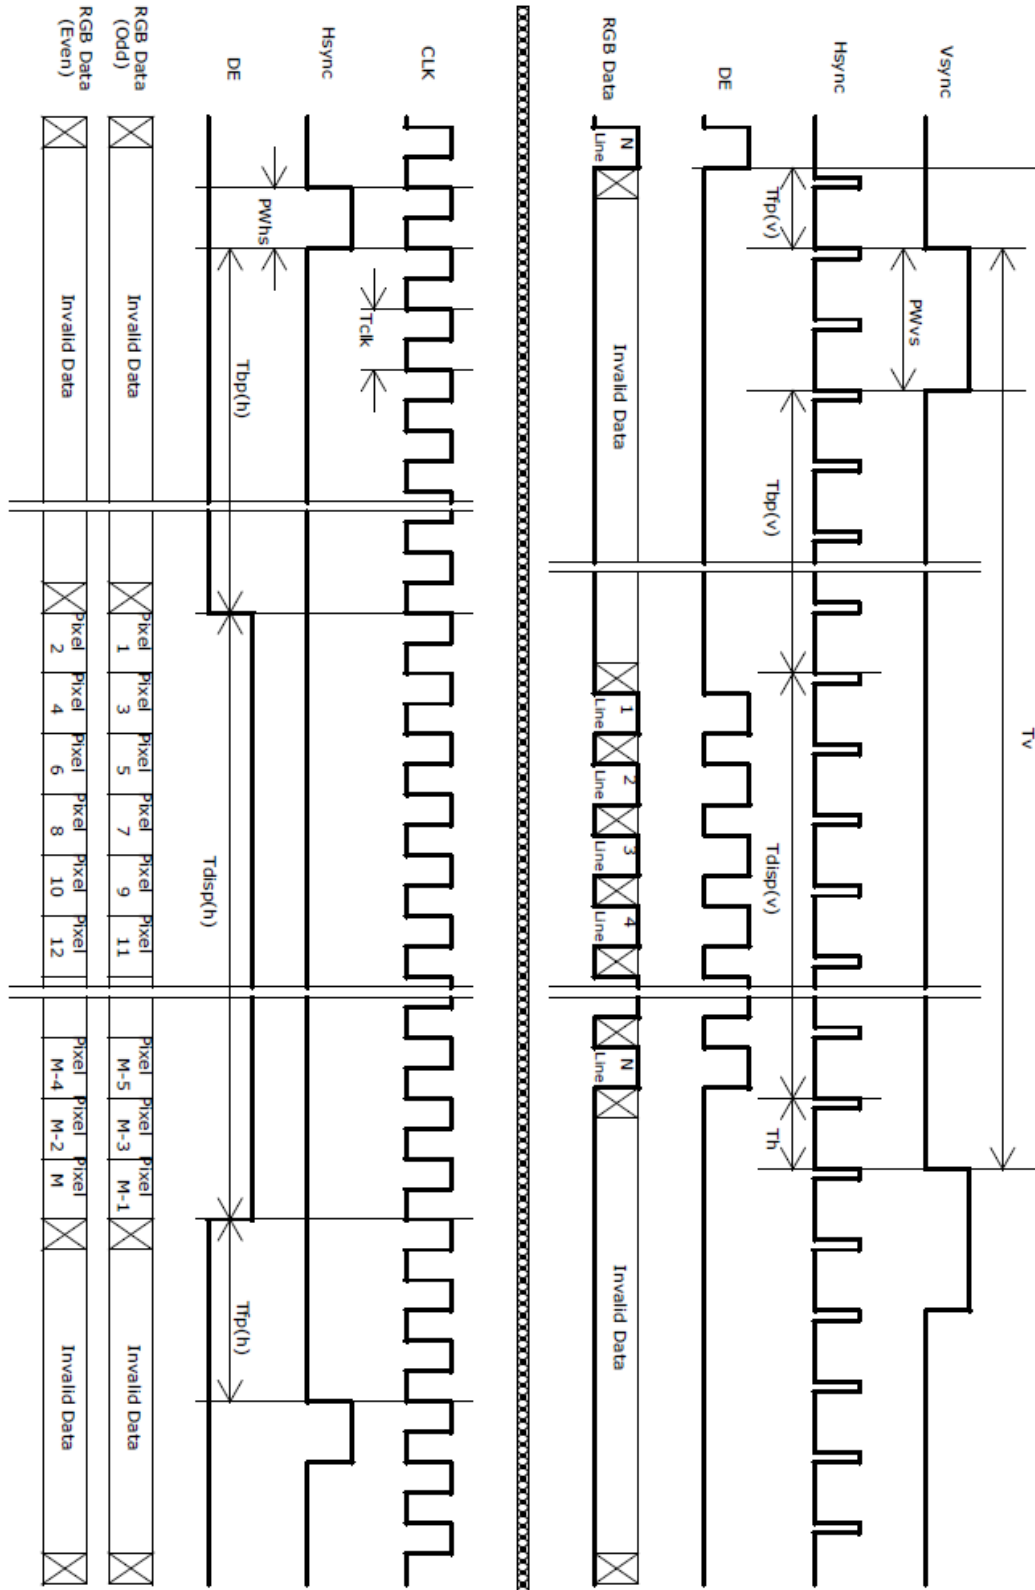 Vsync
Tv
PWvs
Hsync
Tfp(v)
Tbp(v)
Tdisp(v)
Th
DE
RGB Data
Line N
Invalid Data
Line 1
Line 2
Line 3
Line 4
Line N
Invalid Data
CLK
Tclk
Hsync
PWhs
Tbp(h)
DE
Tdisp(h)
Tfp(h)
RGB Data
(Odd)
Invalid Data
Pixel 1
Pixel 3
Pixel 5
Pixel 7
Pixel 9
Pixel 11
Pixel M-5
Pixel M-3
Pixel M-1
Invalid Data
RGB Data
(Even)
Invalid Data
Pixel 2
Pixel 4
Pixel 6
Pixel 8
Pixel 10
Pixel 12
Pixel M-4
Pixel M-2
Pixel M
Invalid Data